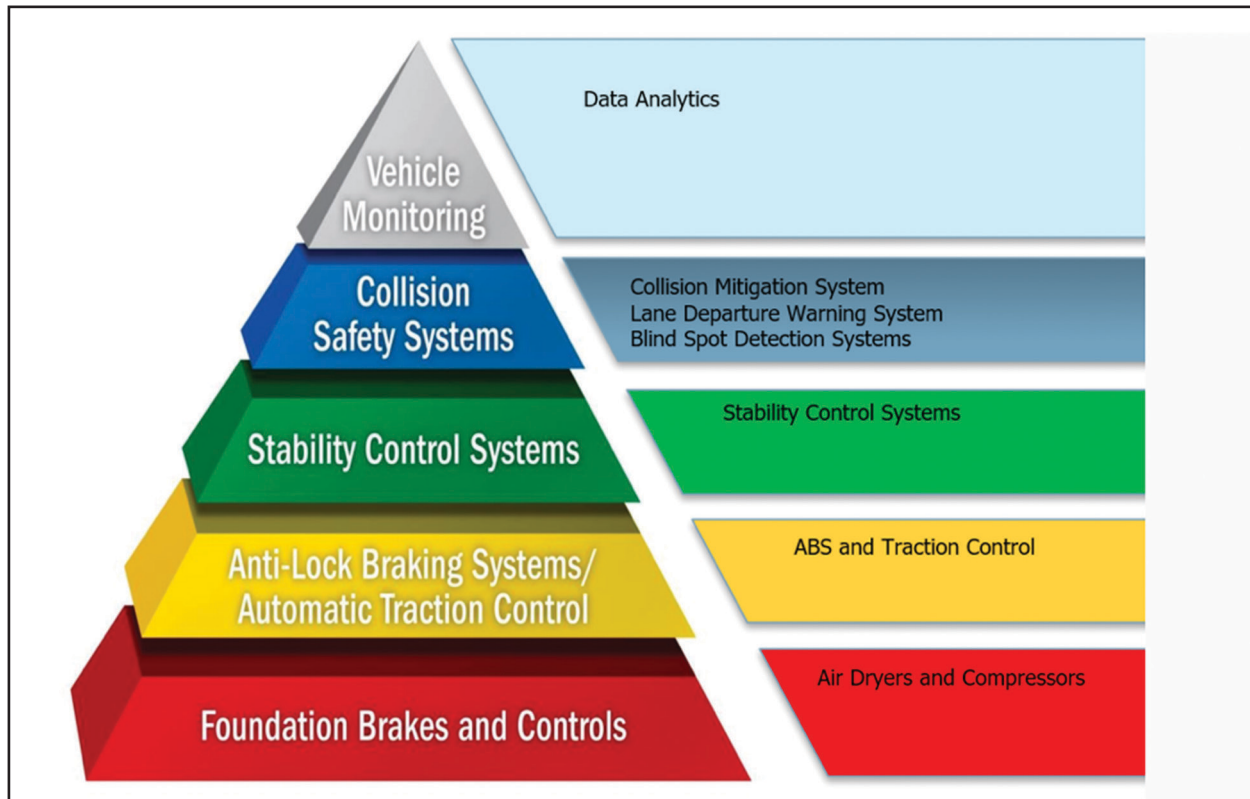 Vehicle
Monitoring
Data Analytics
Collision
Safety Systems
Collision Mitigation System
Lane Departure Warning System
Blind Spot Detection Systems
Stability Control Systems
Stability Control Systems
Anti-Lock Braking Systems/
Automatic Traction Control
ABS and Traction Control
Foundation Brakes and Controls
Air Dryers and Compressors